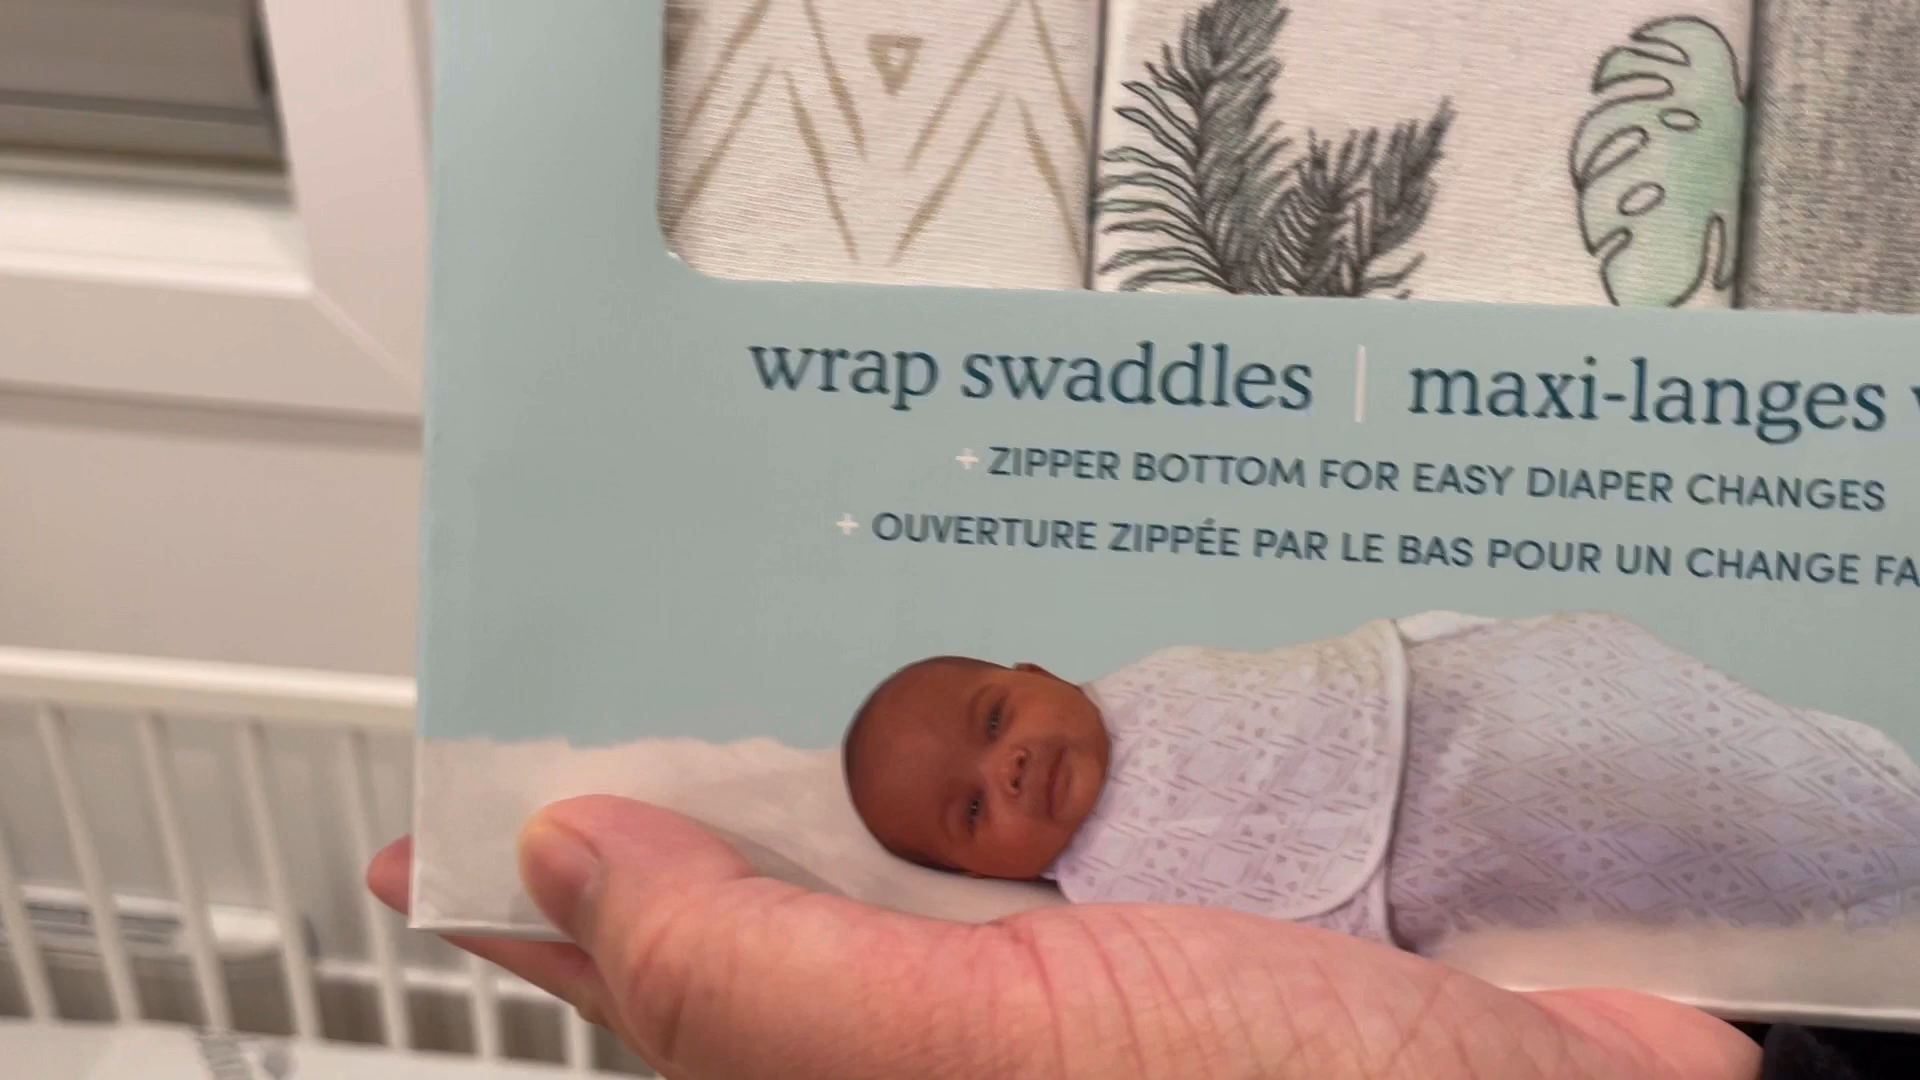 wrap swaddles | maxi-langes
+ ZIPPER BOTTOM FOR EASY DIAPER CHANGES
+ OUVERTURE ZIPPÉE PAR LE BAS POUR UN CHANGE